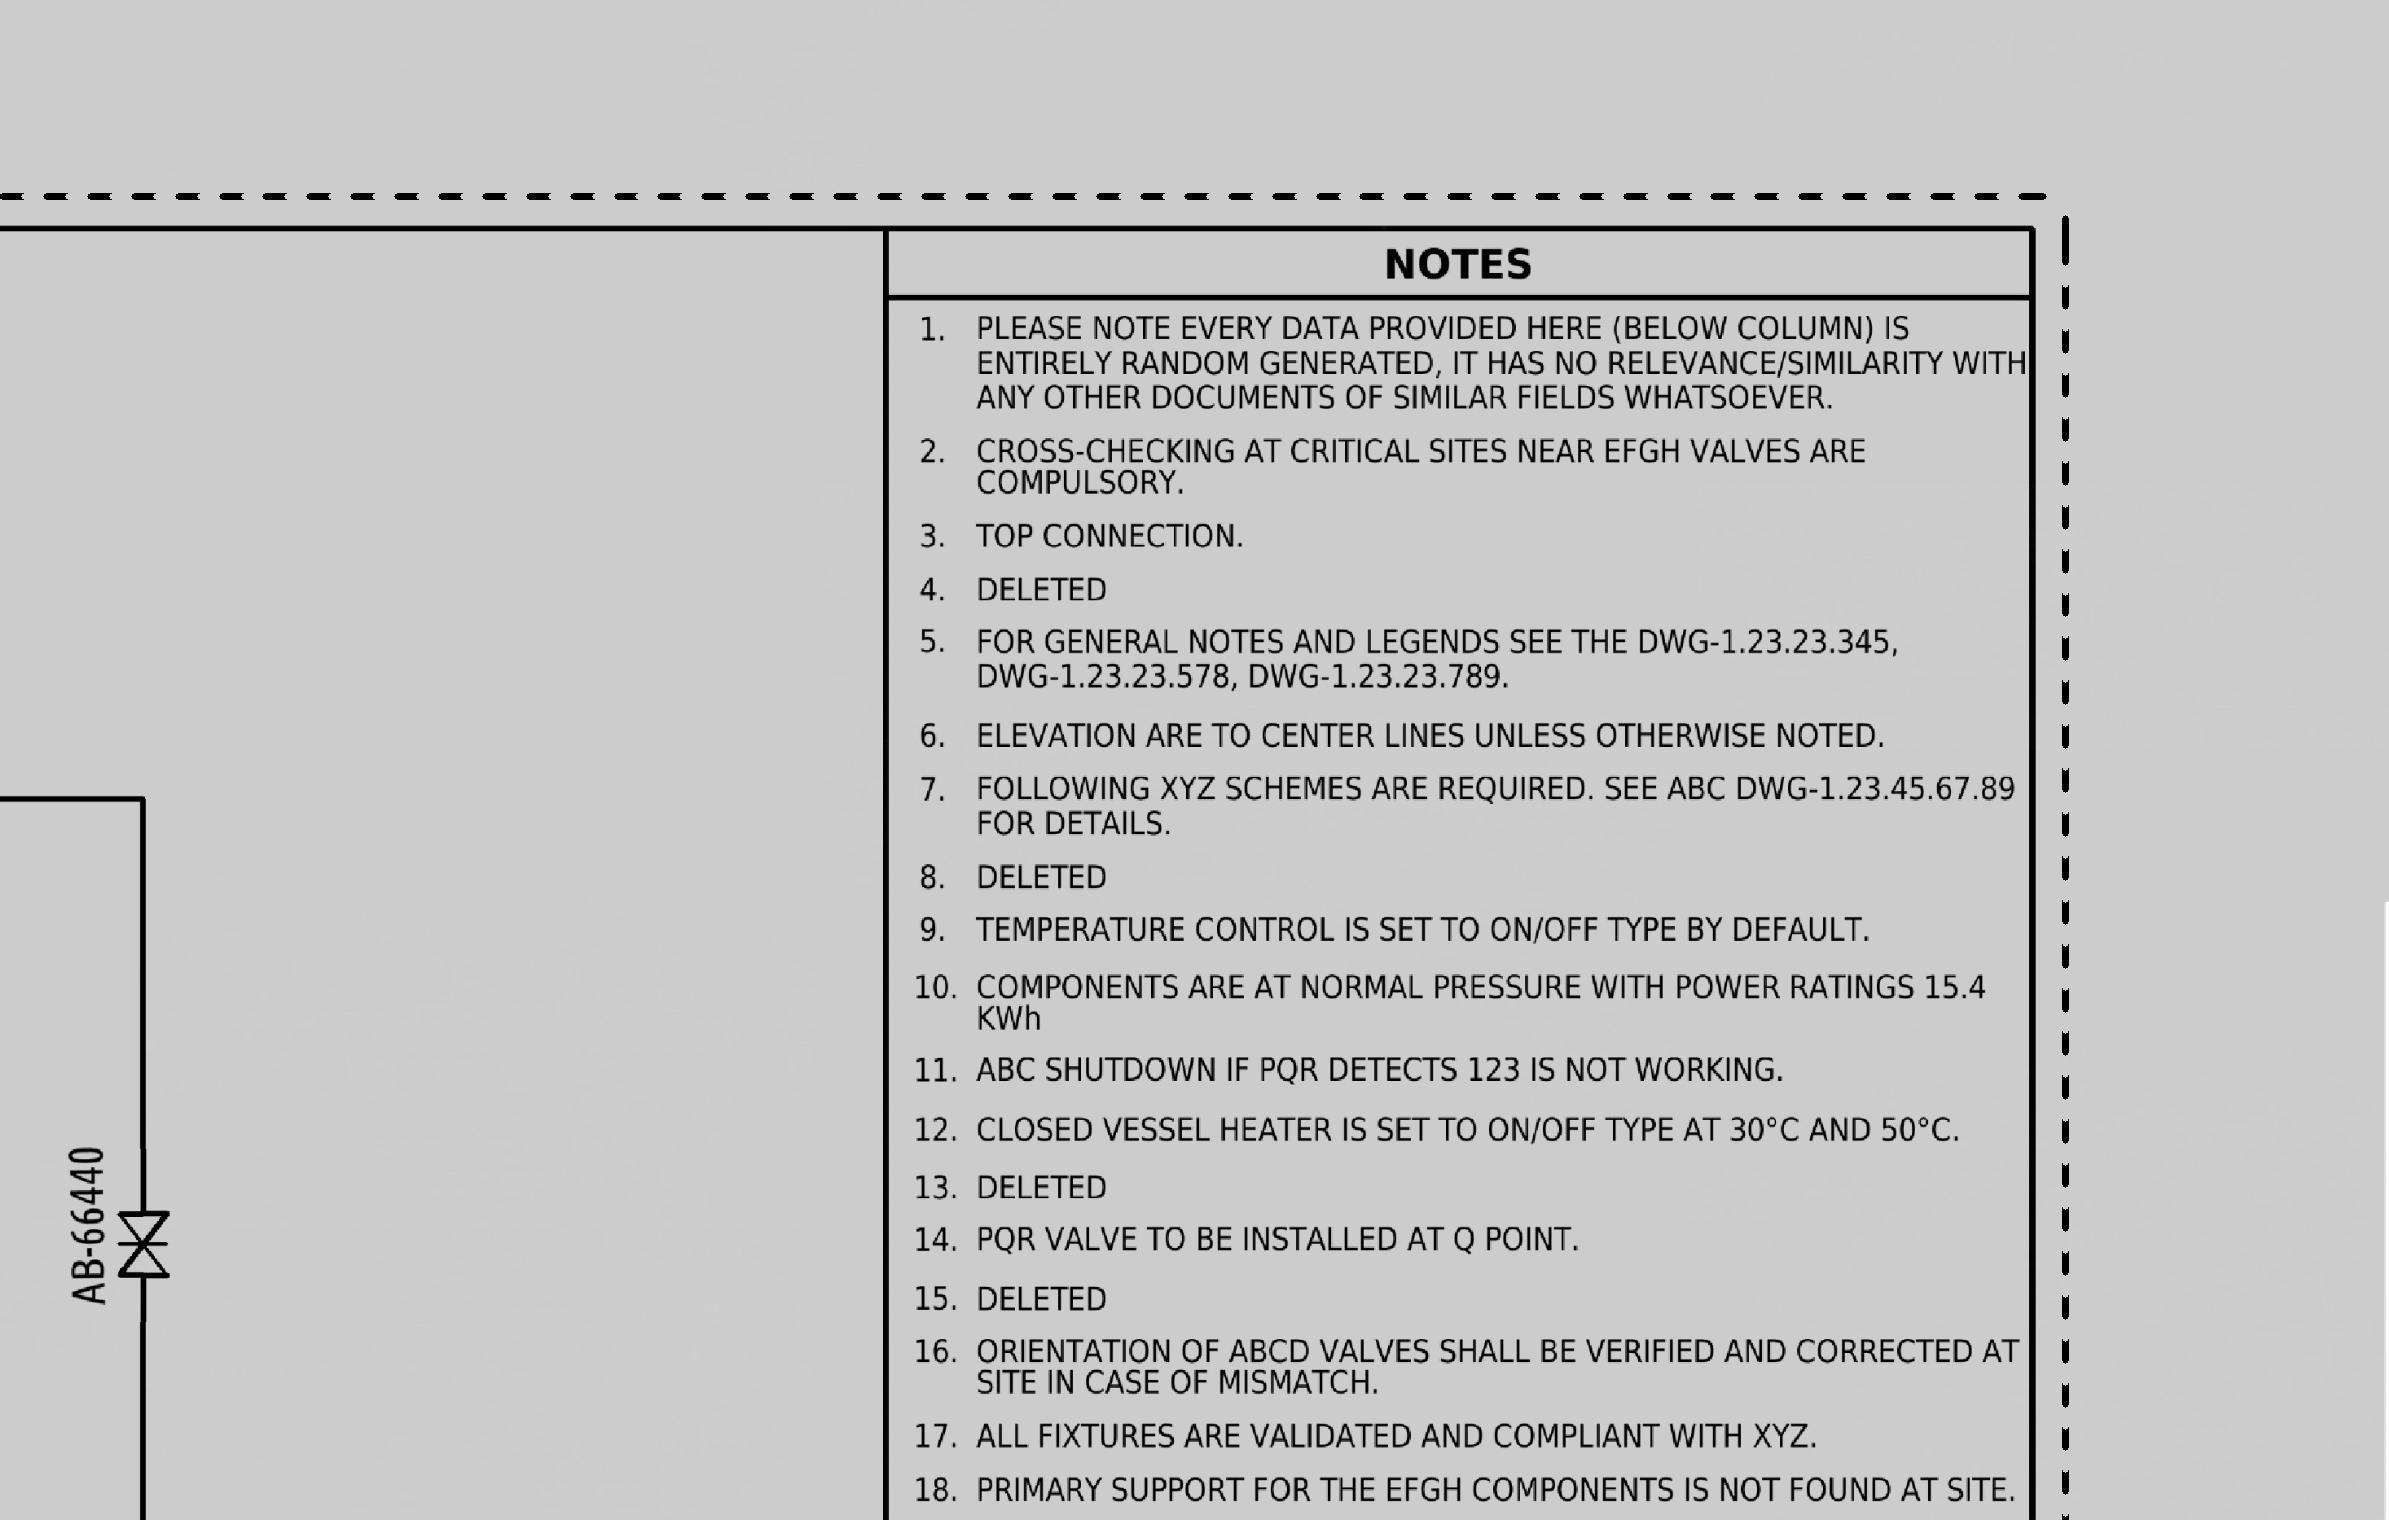 NOTES
1. PLEASE NOTE EVERY DATA PROVIDED HERE (BELOW COLUMN) IS
ENTIRELY RANDOM GENERATED, IT HAS NO RELEVANCE/SIMILARITY WITH
ANY OTHER DOCUMENTS OF SIMILAR FIELDS WHATSOEVER.
2. CROSS-CHECKING AT CRITICAL SITES NEAR EFGH VALVES ARE
COMPULSORY.
3. TOP CONNECTION.
4. DELETED
5. FOR GENERAL NOTES AND LEGENDS SEE THE DWG-1.23.23.345,
DWG-1.23.23.578, DWG-1.23.23.789.
6. ELEVATION ARE TO CENTER LINES UNLESS OTHERWISE NOTED.
7. FOLLOWING XYZ SCHEMES ARE REQUIRED. SEE ABC DWG-1.23.45.67.89
FOR DETAILS.
8. DELETED
9. TEMPERATURE CONTROL IS SET TO ON/OFF TYPE BY DEFAULT.
10. COMPONENTS ARE AT NORMAL PRESSURE WITH POWER RATINGS 15.4
KWh
11. ABC SHUTDOWN IF PQR DETECTS 123 IS NOT WORKING.
12. CLOSED VESSEL HEATER IS SET TO ON/OFF TYPE AT 30°C AND 50°C.
13. DELETED
14. PQR VALVE TO BE INSTALLED AT Q POINT.
15. DELETED
16. ORIENTATION OF ABCD VALVES SHALL BE VERIFIED AND CORRECTED AT
SITE IN CASE OF MISMATCH.
17. ALL FIXTURES ARE VALIDATED AND COMPLIANT WITH XYZ.
18. PRIMARY SUPPORT FOR THE EFGH COMPONENTS IS NOT FOUND AT SITE.
AB-66440